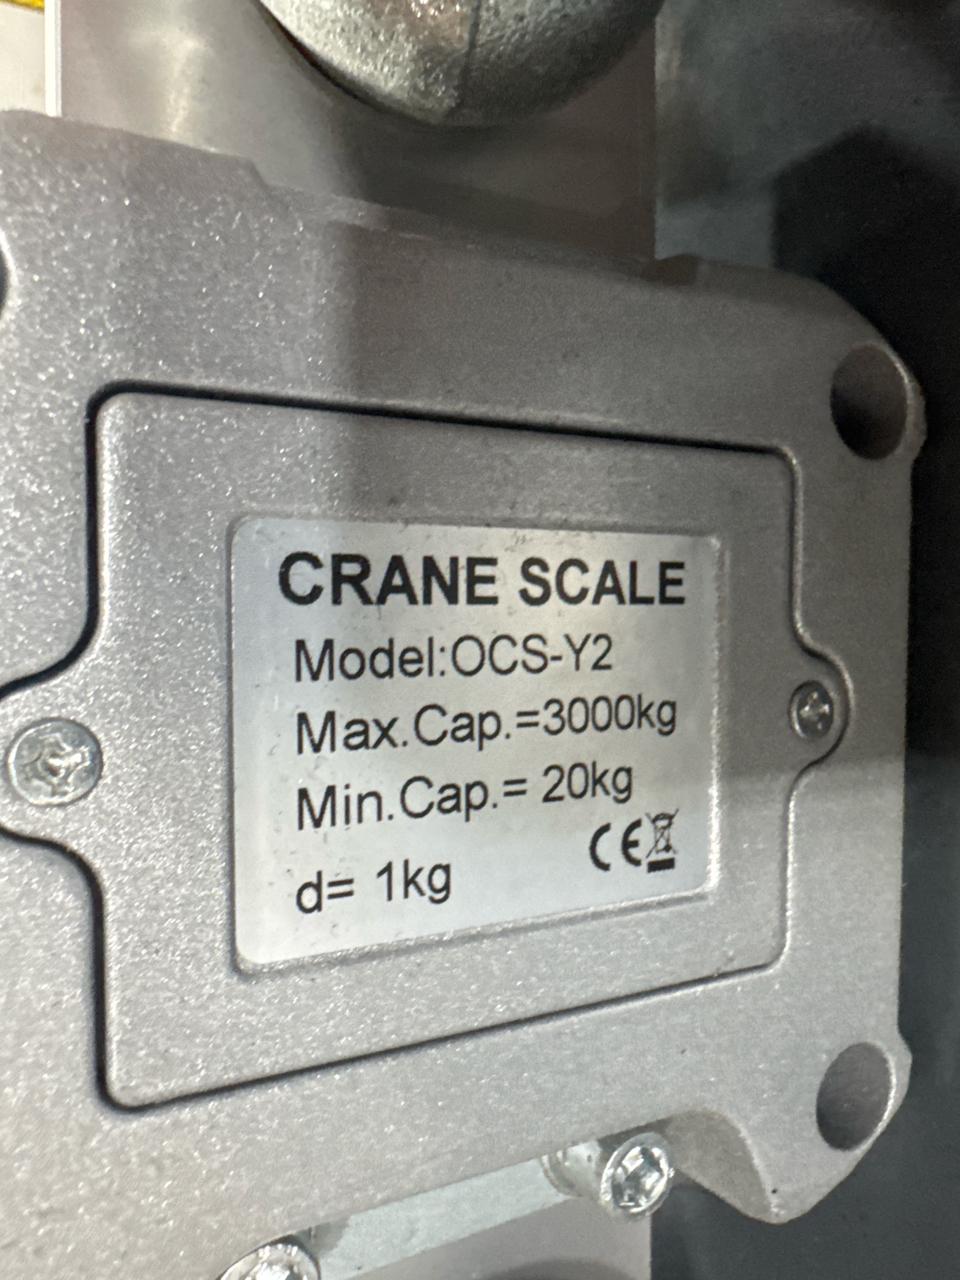 CRANE SCALE
Model:OCS-Y2
Max.Cap.=3000kg
Min.Cap.= 20kg
d= 1kg
CE